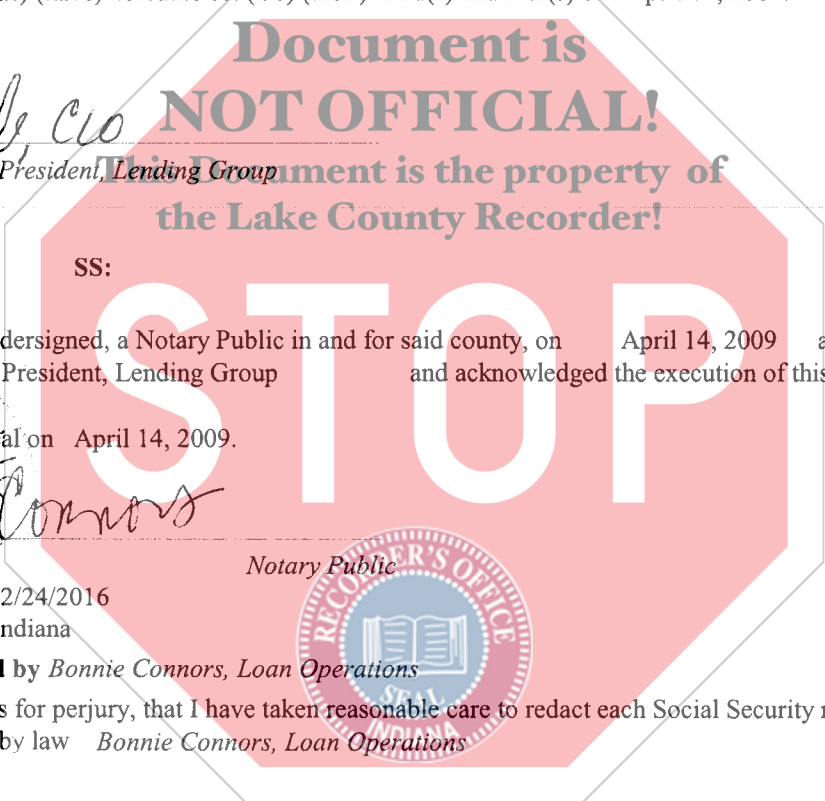 Document is
NOT OFFICIAL!
CLO
President, Lending Group
This Document is the property of
the Lake County Recorder!
SS:
dersigned, a Notary Public in and for said county, on April 14, 2009 a
President, Lending Group and acknowledged the execution of this
STOP
al on April 14, 2009.
Connors
Notary Public
RECORDER'S OFFICE
SEAL
INDIANA
2/24/2016
ndiana
by Bonnie Connors, Loan Operations
s for perjury, that I have taken reasonable care to redact each Social Security
by law Bonnie Connors, Loan Operations